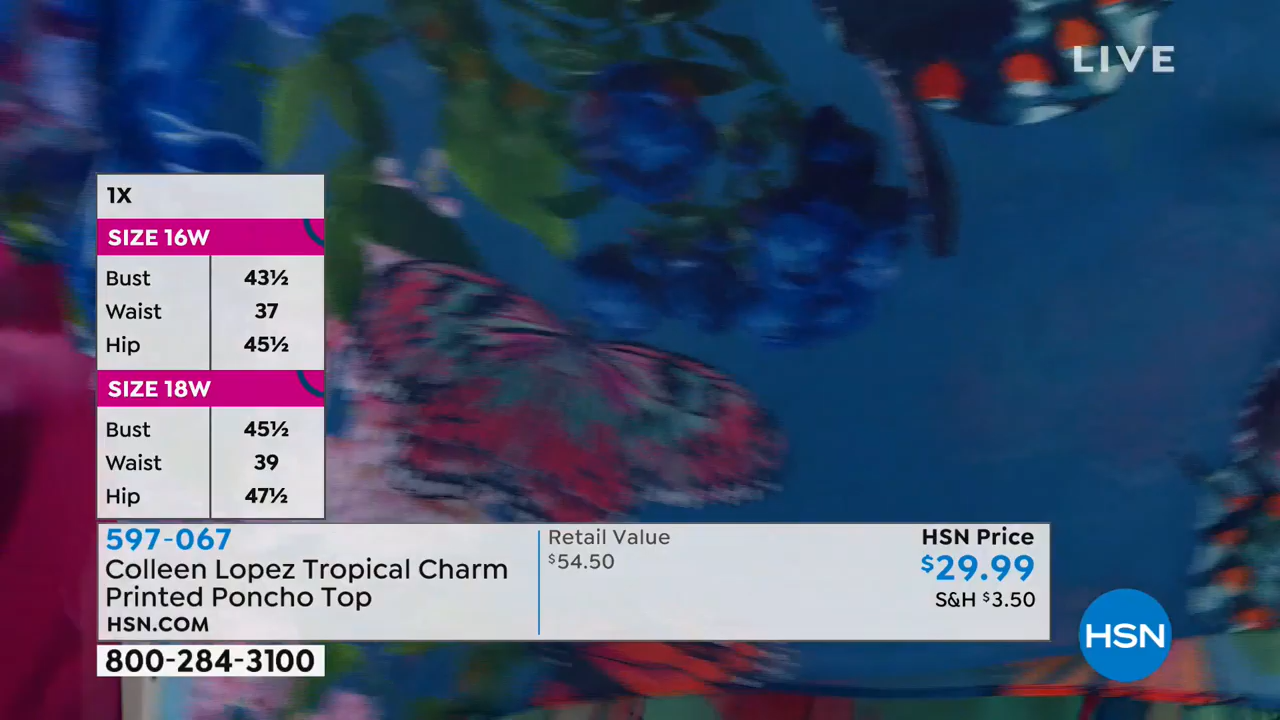 LIVE
1X
SIZE 16W
Bust 43½
Waist 37
Hip 45½
SIZE 18W
Bust 45½
Waist 39
Hip 47½
597-067
Colleen Lopez Tropical Charm
Printed Poncho Top
HSN.COM
Retail Value
$54.50
HSN Price
$29.99
S&H $3.50
HSN
800-284-3100